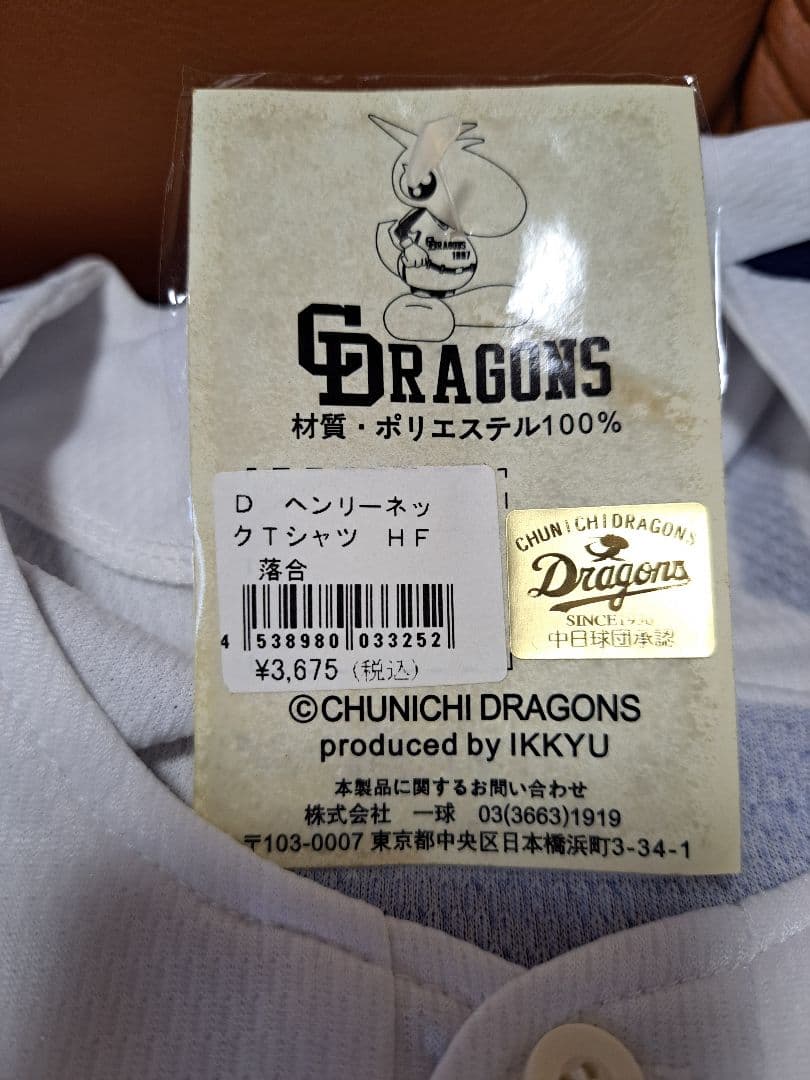 CDRAGONS
1997
CDRAGONS
材質・ポリエステル100%
D ヘンリーネッ
クTシャツ HF
落合
4 538980 033252
¥3,675(税込)
CHUNICHI DRAGONS
Dragons
SINCE
中日球団承認
©CHUNICHI DRAGONS
produced by IKKYU
本製品に関するお問い合わせ
株式会社 一球 03(3663)1919
〒103-0007 東京都中央区日本橋浜町3-34-1